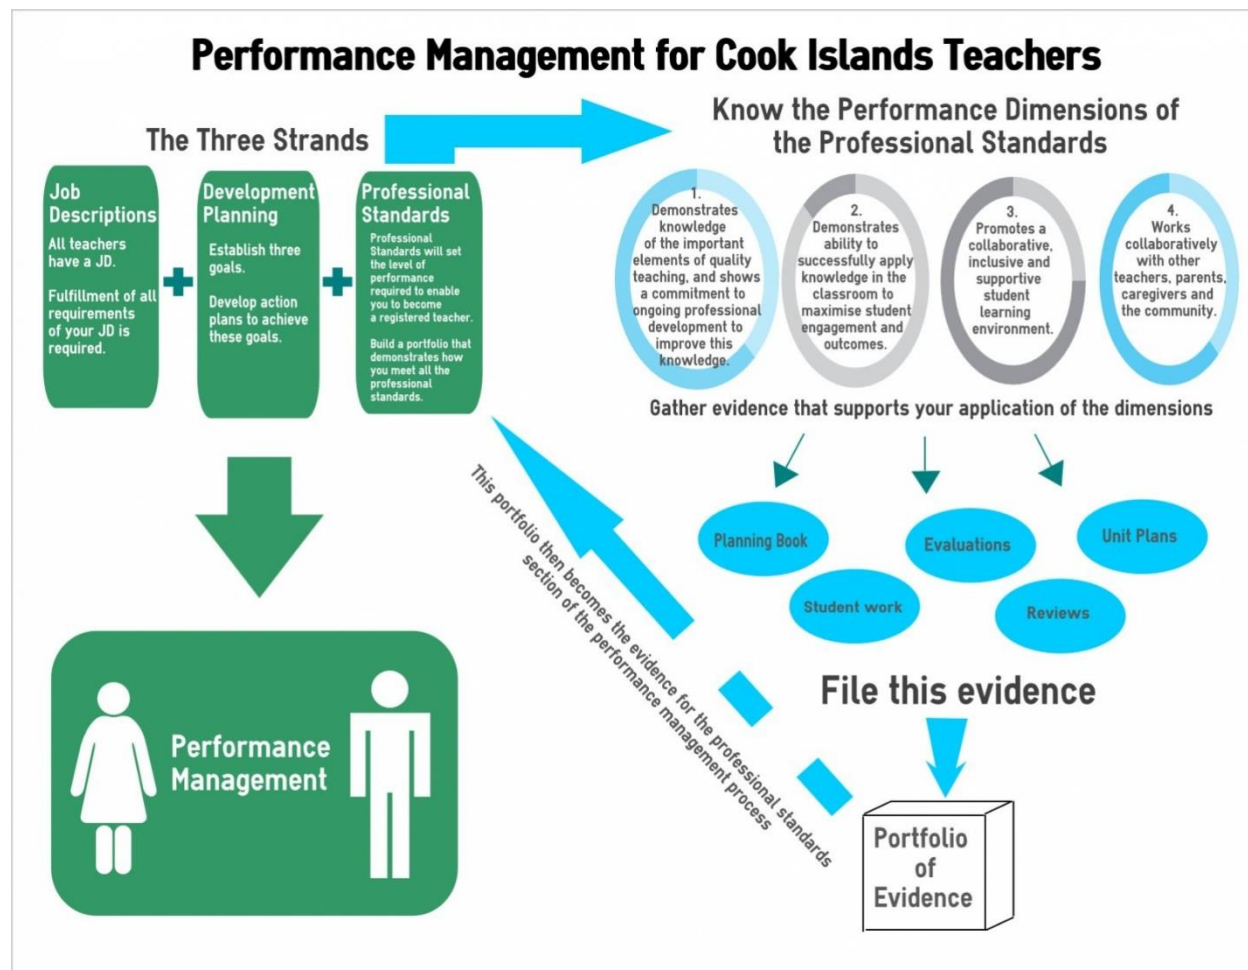 Performance Management for Cook Islands Teachers
The Three Strands
Job
Descriptions
All teachers
have a JD.
Fulfillment of all
requirements
of your JD is
required.
Development
Planning
Establish three
goals.
Develop action
plans to achieve
these goals.
Professional
Standards
Professional
Standards will set
the level of
performance
required to enable
you to become
a registered teacher.
Build a portfolio that
demonstrates how
you meet all the
professional
standards.
Know the Performance Dimensions of
the Professional Standards
1.
Demonstrates
knowledge
of the important
elements of quality
teaching, and shows
a commitment to
ongoing professional
development to
improve this
knowledge.
2.
Demonstrates
ability to
successfully apply
knowledge in the
classroom to
maximise student
engagement and
outcomes.
3.
Promotes a
collaborative,
inclusive and
supportive
student
learning
environment.
4.
Works
collaboratively
with other
teachers, parents,
caregivers and
the community.
Gather evidence that supports your application of the dimensions
Planning Book
Evaluations
Unit Plans
Student work
Reviews
File this evidence
Portfolio
of
Evidence
This portfolio then becomes the evidence for the professional standards
section of the performance management process
Performance
Management